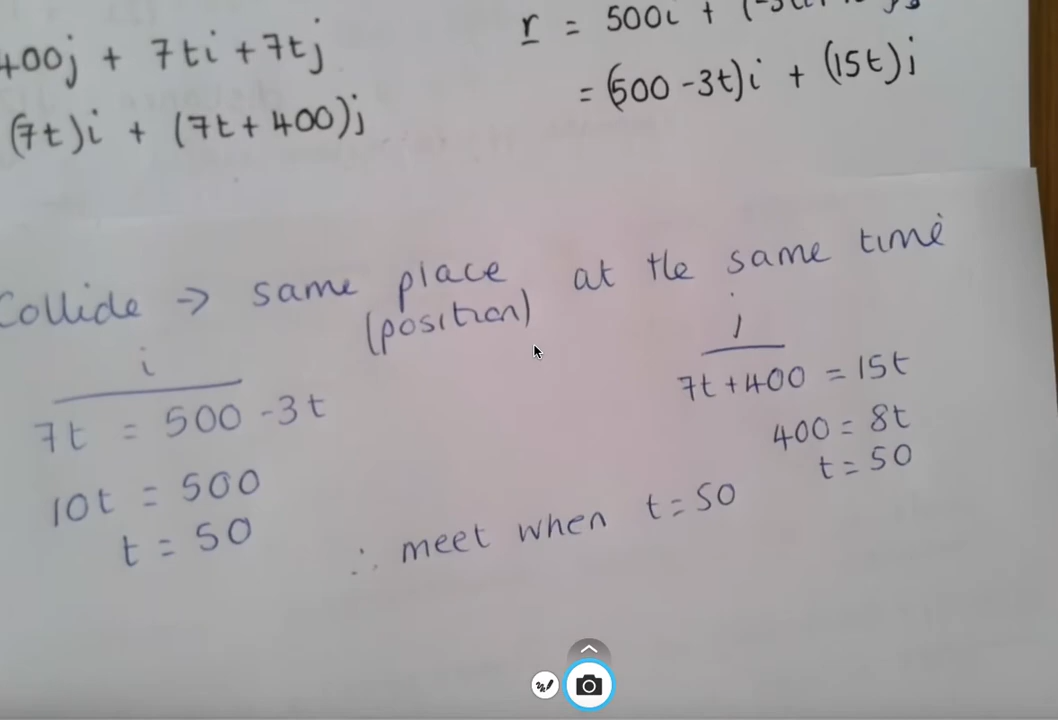 400j + 7ti + 7tj
(7t)i + (7t+400)j
r = 500i +
= (500 -3t)i + (15t)j
Collide → same place at the same time
(position)
i
7t = 500 -3t
10t = 500
t = 50
j
7t + 400 = 15t
400 = 8t
t = 50
∴ meet when t = 50